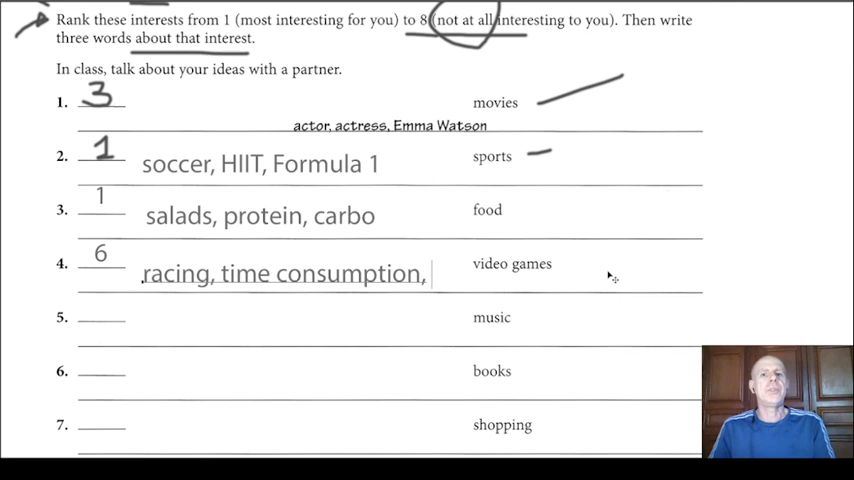 Rank these interests from 1 (most interesting for you) to 8 (not at all interesting to you). Then write
three words about that interest.
In class, talk about your ideas with a partner.
1. 3 movies
actor, actress, Emma Watson
2. 1 soccer, HIIT, Formula 1 sports
3. 1 salads, protein, carbo food
4. 6 racing, time consumption, video games
5. music
6. books
7. shopping